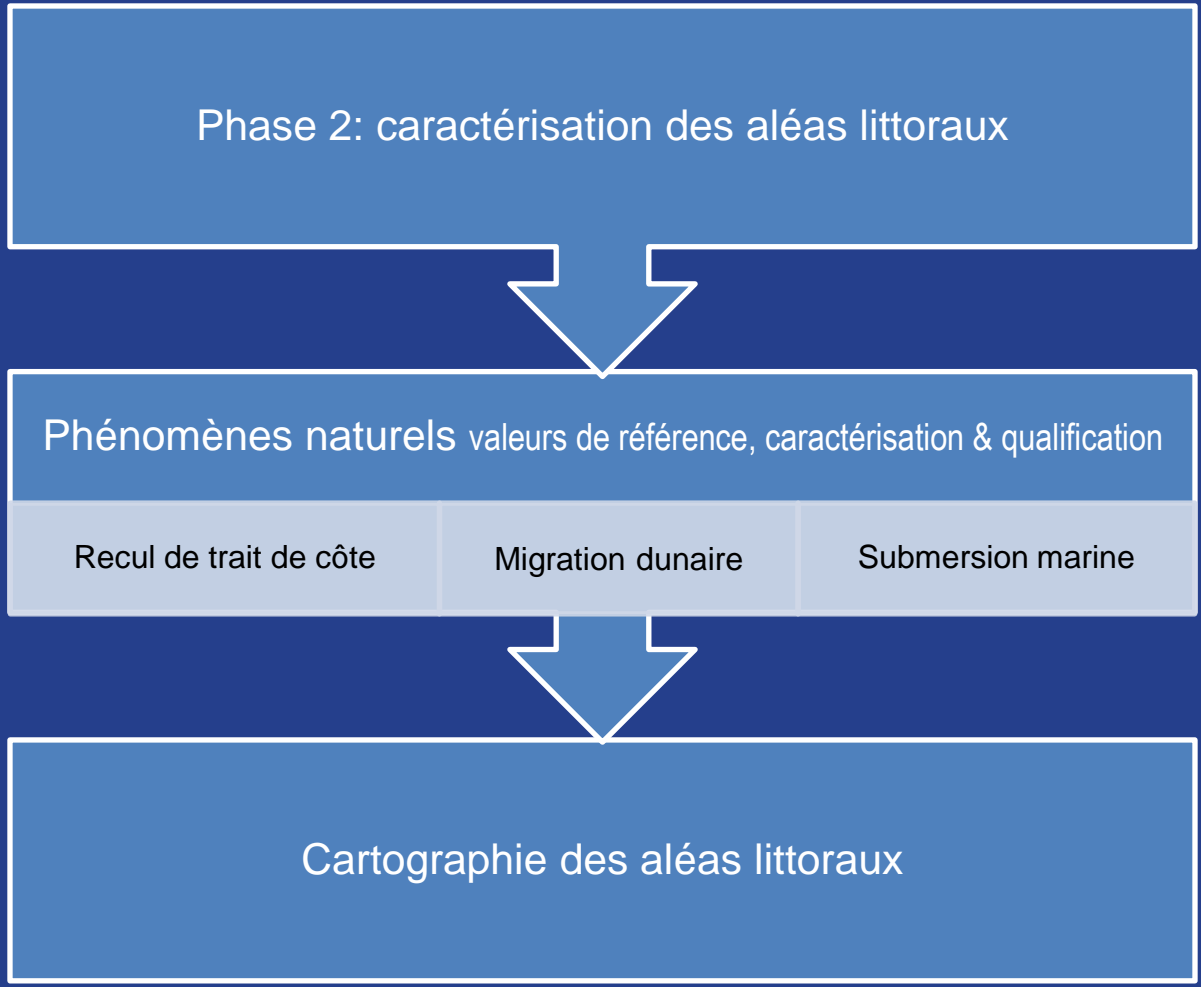 Phase 2: caractérisation des aléas littoraux
Phénomènes naturels valeurs de référence, caractérisation & qualification
Recul de trait de côte
Migration dunaire
Submersion marine
Cartographie des aléas littoraux